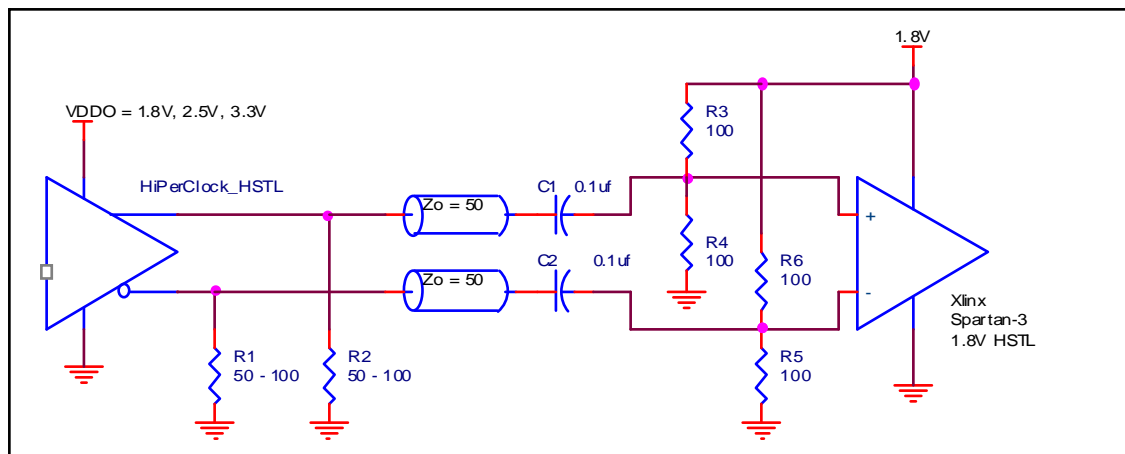 1.8V
VDDO = 1.8V, 2.5V, 3.3V
R3
100
HiPerClock_HSTL
C1 0.1uf
Zo = 50
+
R4
100
C2 0.1uf
R6
100
Zo = 50
-
Xlinx
Spartan-3
1.8V HSTL
R1
50 - 100
R2
50 - 100
R5
100